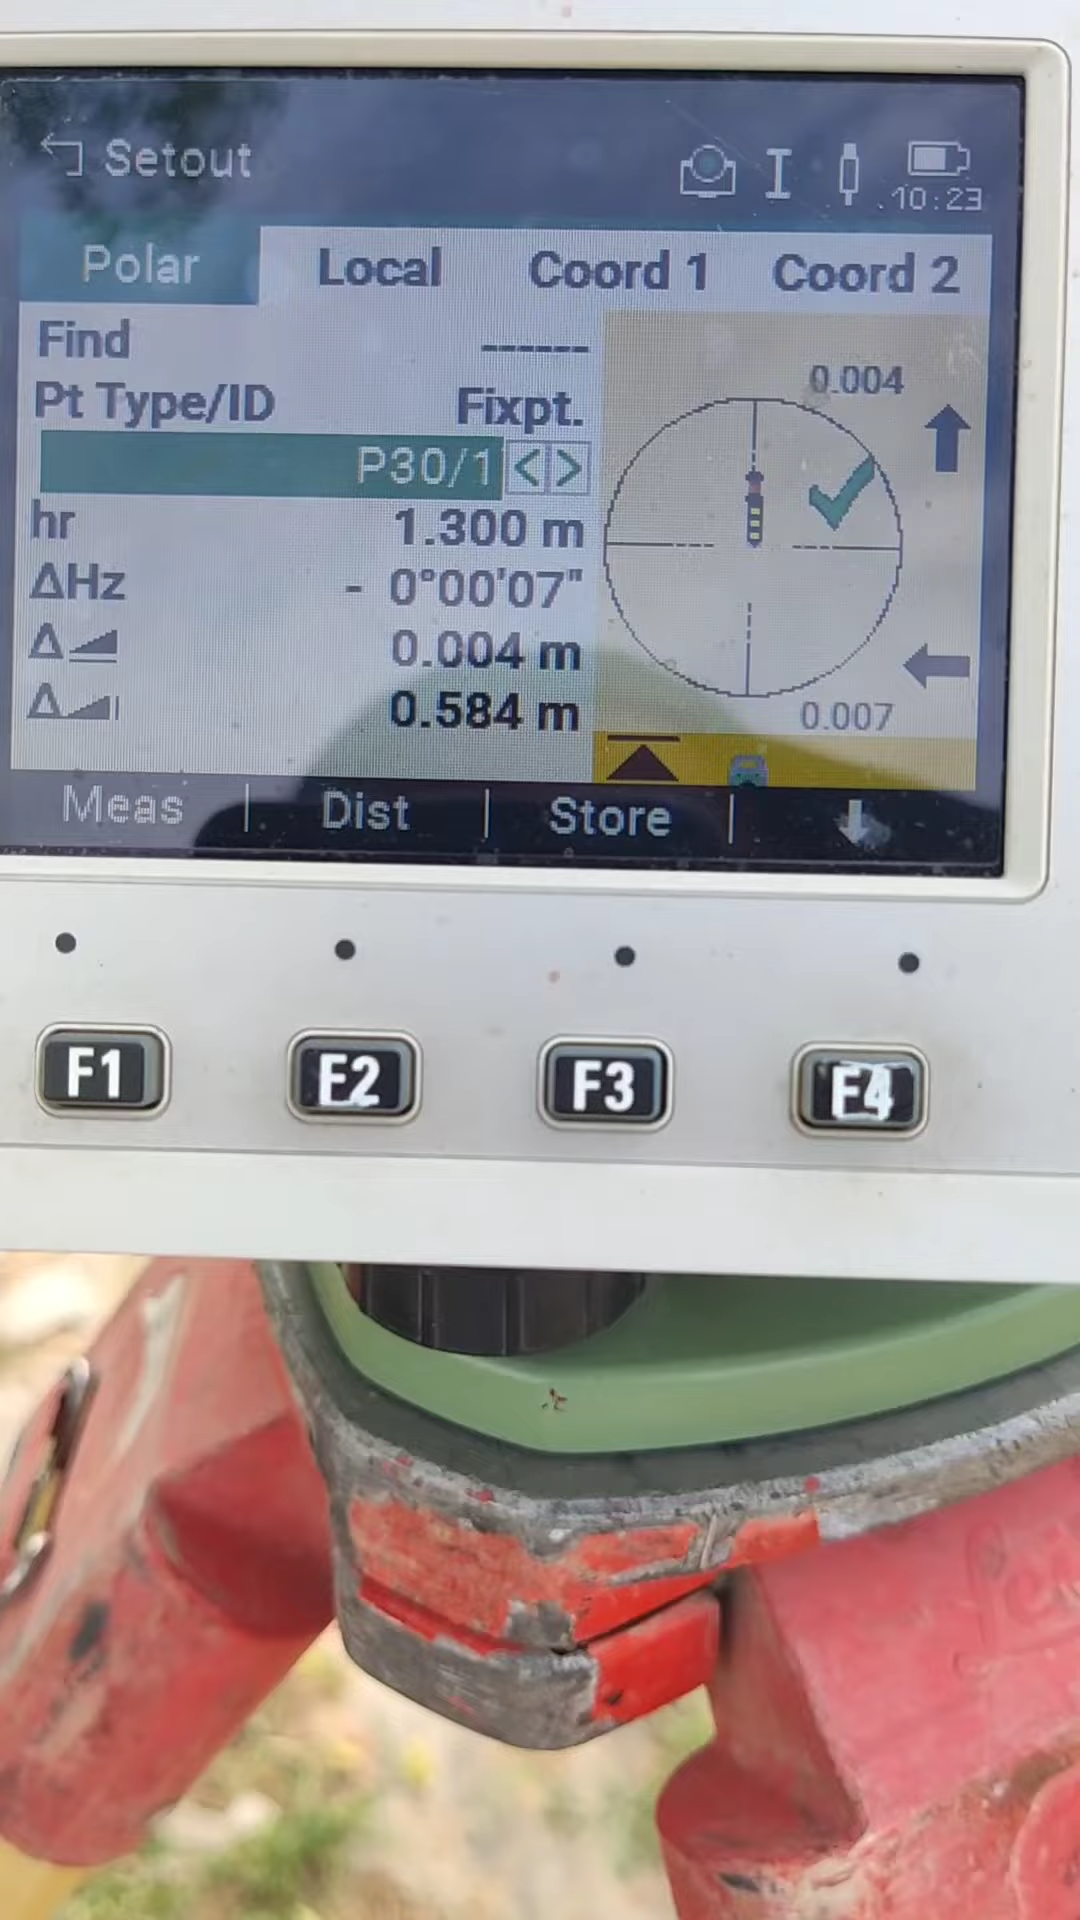 Setout
10:23
Polar Local Coord 1 Coord 2
Find ------
Pt Type/ID Fixpt.
P30/1 < >
hr 1.300 m
ΔHz - 0°00'07"
Δ 0.004 m
Δ 0.584 m
0.004
0.007
Meas | Dist | Store |
F1 F2 F3 F4